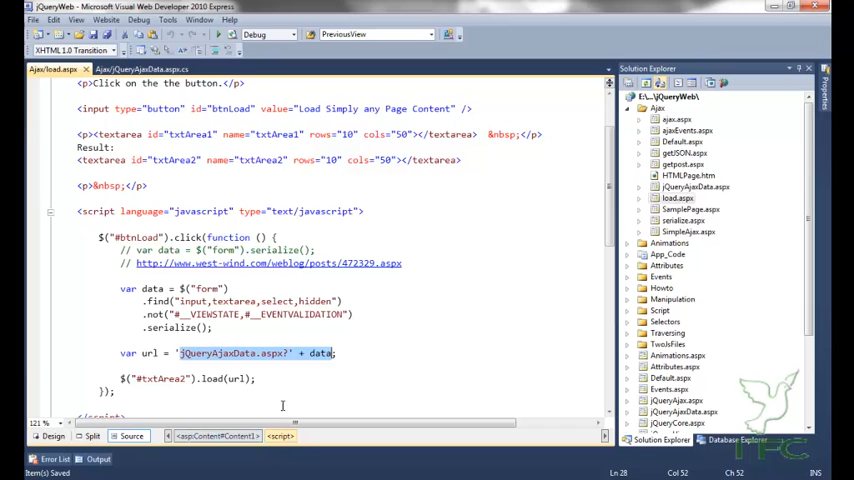 jQueryWeb - Microsoft Visual Web Developer 2010 Express
File Edit View Website Debug Tools Window Help
Debug PreviousView
XHTML 1.0 Transition
Ajax/load.aspx Ajax/jQueryAjaxData.aspx.cs
<p>Click on the the button.</p>
<input type="button" id="btnLoad" value="Load Simply any Page Content" />
<p><textarea id="txtArea1" name="txtArea1" rows="10" cols="50"></textarea> &nbsp;</p>
Result:
<textarea id="txtArea2" name="txtArea2" rows="10" cols="50"></textarea>
<p>&nbsp;</p>
<script language="javascript" type="text/javascript">
$("#btnLoad").click(function () {
// var data = $("form").serialize();
// http://www.west-wind.com/weblog/posts/472329.aspx
var data = $("form")
.find("input,textarea,select,hidden")
.not("#__VIEWSTATE,#__EVENTVALIDATION")
.serialize();
var url = 'jQueryAjaxData.aspx?' + data;
$("#txtArea2").load(url);
});
</script>
121 %
Design Split Source <asp:Content#Content1> <script>
Error List Output
Item(s) Saved Ln 28 Col 52 Ch 52 INS
Solution Explorer
E:\...\jQueryWeb\
Ajax
ajax.aspx
ajaxEvents.aspx
Default.aspx
getJSON.aspx
getpost.aspx
HTMLPage.htm
jQueryAjaxData.aspx
load.aspx
SamplePage.aspx
serialize.aspx
SimpleAjax.aspx
Animations
App_Code
Attributes
Events
Howto
Manipulation
Script
Selectors
Traversing
TwoJsFiles
Animations.aspx
Attributes.aspx
Events.aspx
jQueryAjax.aspx
jQueryAjaxData.aspx
jQueryCore.aspx
Solution Explorer Database Explorer
Properties
TFC